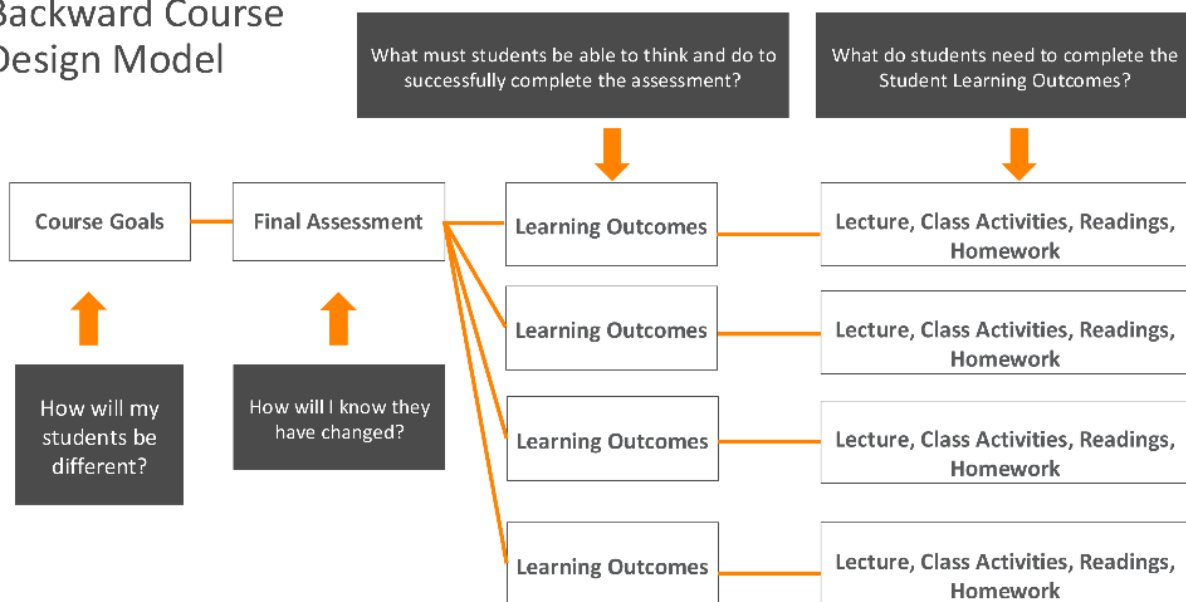 Backward Course
Design Model
What must students be able to think and do to
successfully complete the assessment?
What do students need to complete the
Student Learning Outcomes?
Course Goals
Final Assessment
Learning Outcomes
Lecture, Class Activities, Readings,
Homework
Learning Outcomes
Lecture, Class Activities, Readings,
Homework
How will my
students be
different?
How will I know they
have changed?
Learning Outcomes
Lecture, Class Activities, Readings,
Homework
Learning Outcomes
Lecture, Class Activities, Readings,
Homework